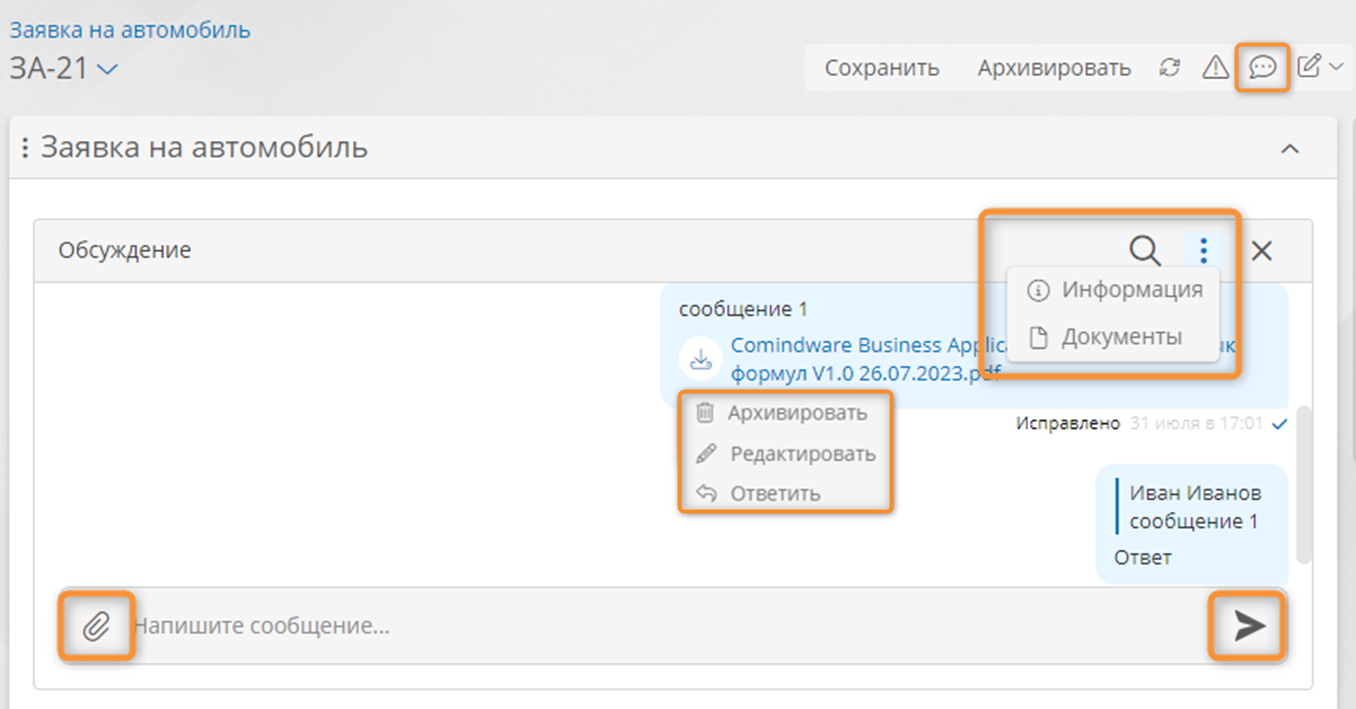 Заявка на автомобиль
ЗА-21
Сохранить Архивировать
Заявка на автомобиль
Обсуждение
Информация
Документы
сообщение 1
Comindware Business Applic
формул V1.0 26.07.2023.pdf
Архивировать
Редактировать
Ответить
Исправлено 31 июля в 17:01
Иван Иванов
сообщение 1
Ответ
Напишите сообщение...